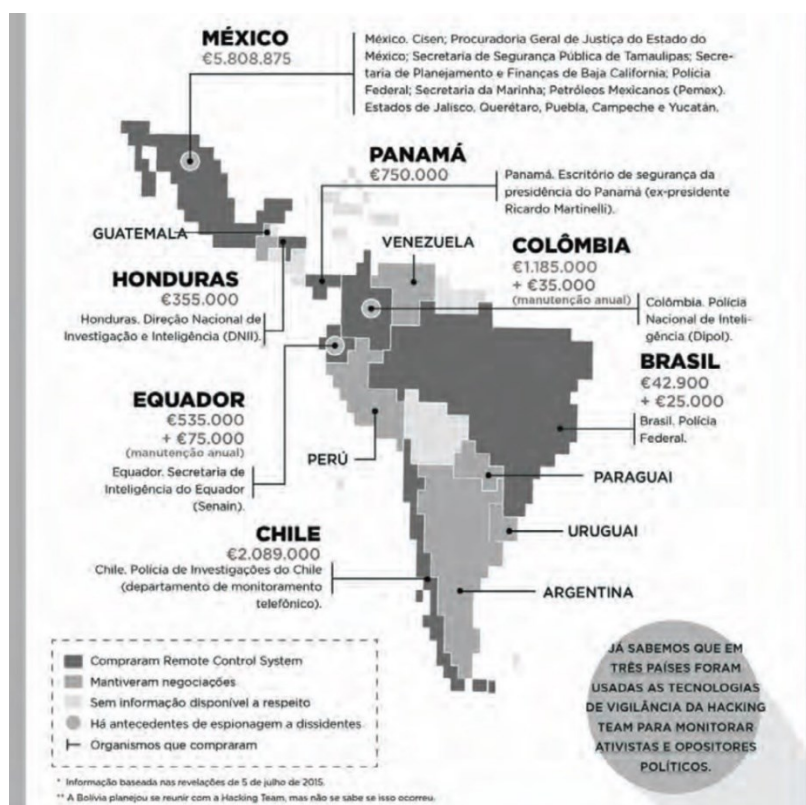 MÉXICO
€5.808.875
México. Cisen; Procuradoria Geral de Justiça do Estado do
México; Secretaria de Segurança Pública de Tamaulipas; Secre-
taria de Planejamento e Finanças de Baja California; Polícia
Federal; Secretaria da Marinha; Petróleos Mexicanos (Pemex).
Estados de Jalisco, Querétaro, Puebla, Campeche e Yucatán.
PANAMÁ
€750.000
Panamá. Escritório de segurança da
presidência do Panamá (ex-presidente
Ricardo Martinelli).
GUATEMALA
VENEZUELA
COLÔMBIA
€1.185.000
+ €35.000
(manutenção anual)
Colômbia. Polícia
Nacional de Inteli-
gência (Dipol).
HONDURAS
€355.000
Honduras. Direção Nacional de
Investigação e Inteligência (DNII).
BRASIL
€42.900
+ €25.000
Brasil. Polícia
Federal.
EQUADOR
€535.000
+ €75.000
(manutenção anual)
Equador. Secretaria de
Inteligência do Equador
(Senain).
PERÚ
PARAGUAI
URUGUAI
CHILE
€2.089.000
Chile. Polícia de Investigações do Chile
(departamento de monitoramento
telefônico).
ARGENTINA
Compraram Remote Control System
Mantiveram negociações
Sem informação disponível a respeito
Há antecedentes de espionagem a dissidentes
Organismos que compraram
JÁ SABEMOS QUE EM
TRÊS PAÍSES FORAM
USADAS AS TECNOLOGIAS
DE VIGILÂNCIA DA HACKING
TEAM PARA MONITORAR
ATIVISTAS E OPOSITORES
POLÍTICOS.
* Informação baseada nas revelações de 5 de julho de 2015.
** A Bolívia planejou se reunir com a Hacking Team, mas não se sabe se isso ocorreu.